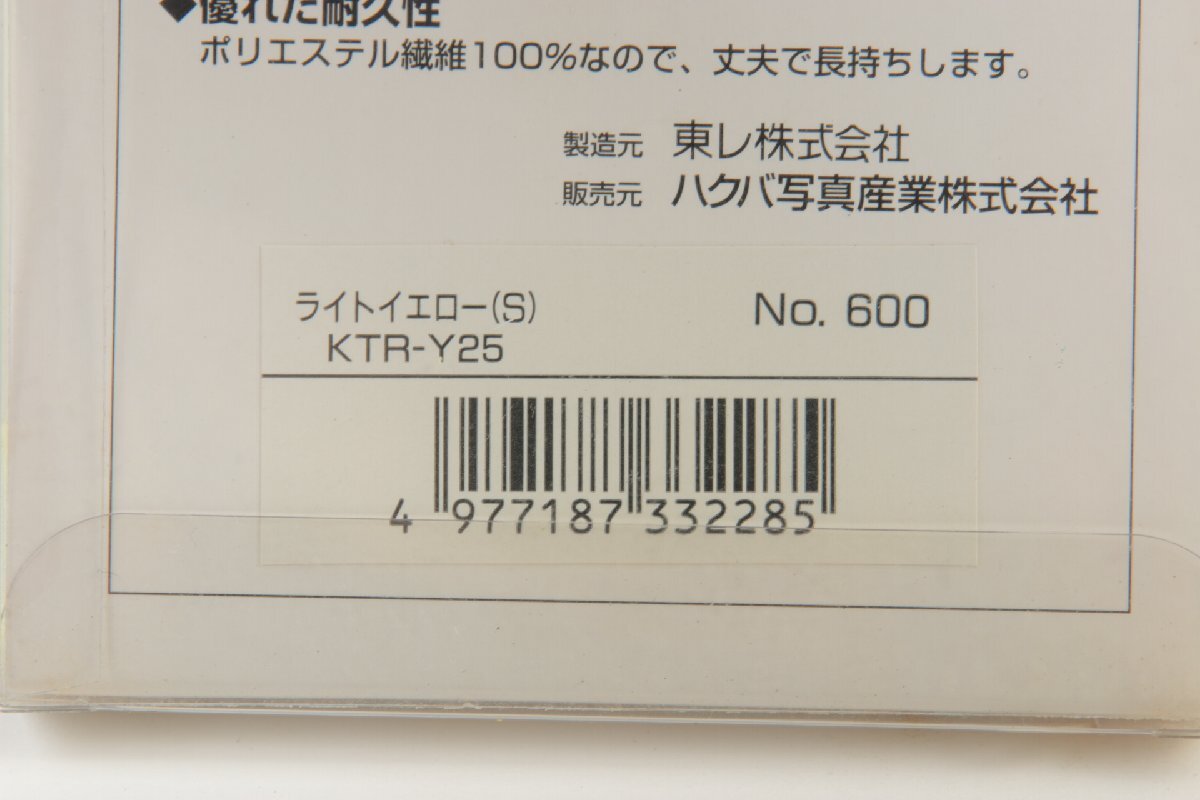 ◆優れた耐久性
ポリエステル繊維100%なので、丈夫で長持ちします。
製造元 東レ株式会社
販売元 ハクバ写真産業株式会社
ライトイエロー(S) No. 600
KTR-Y25
4 977187 332285